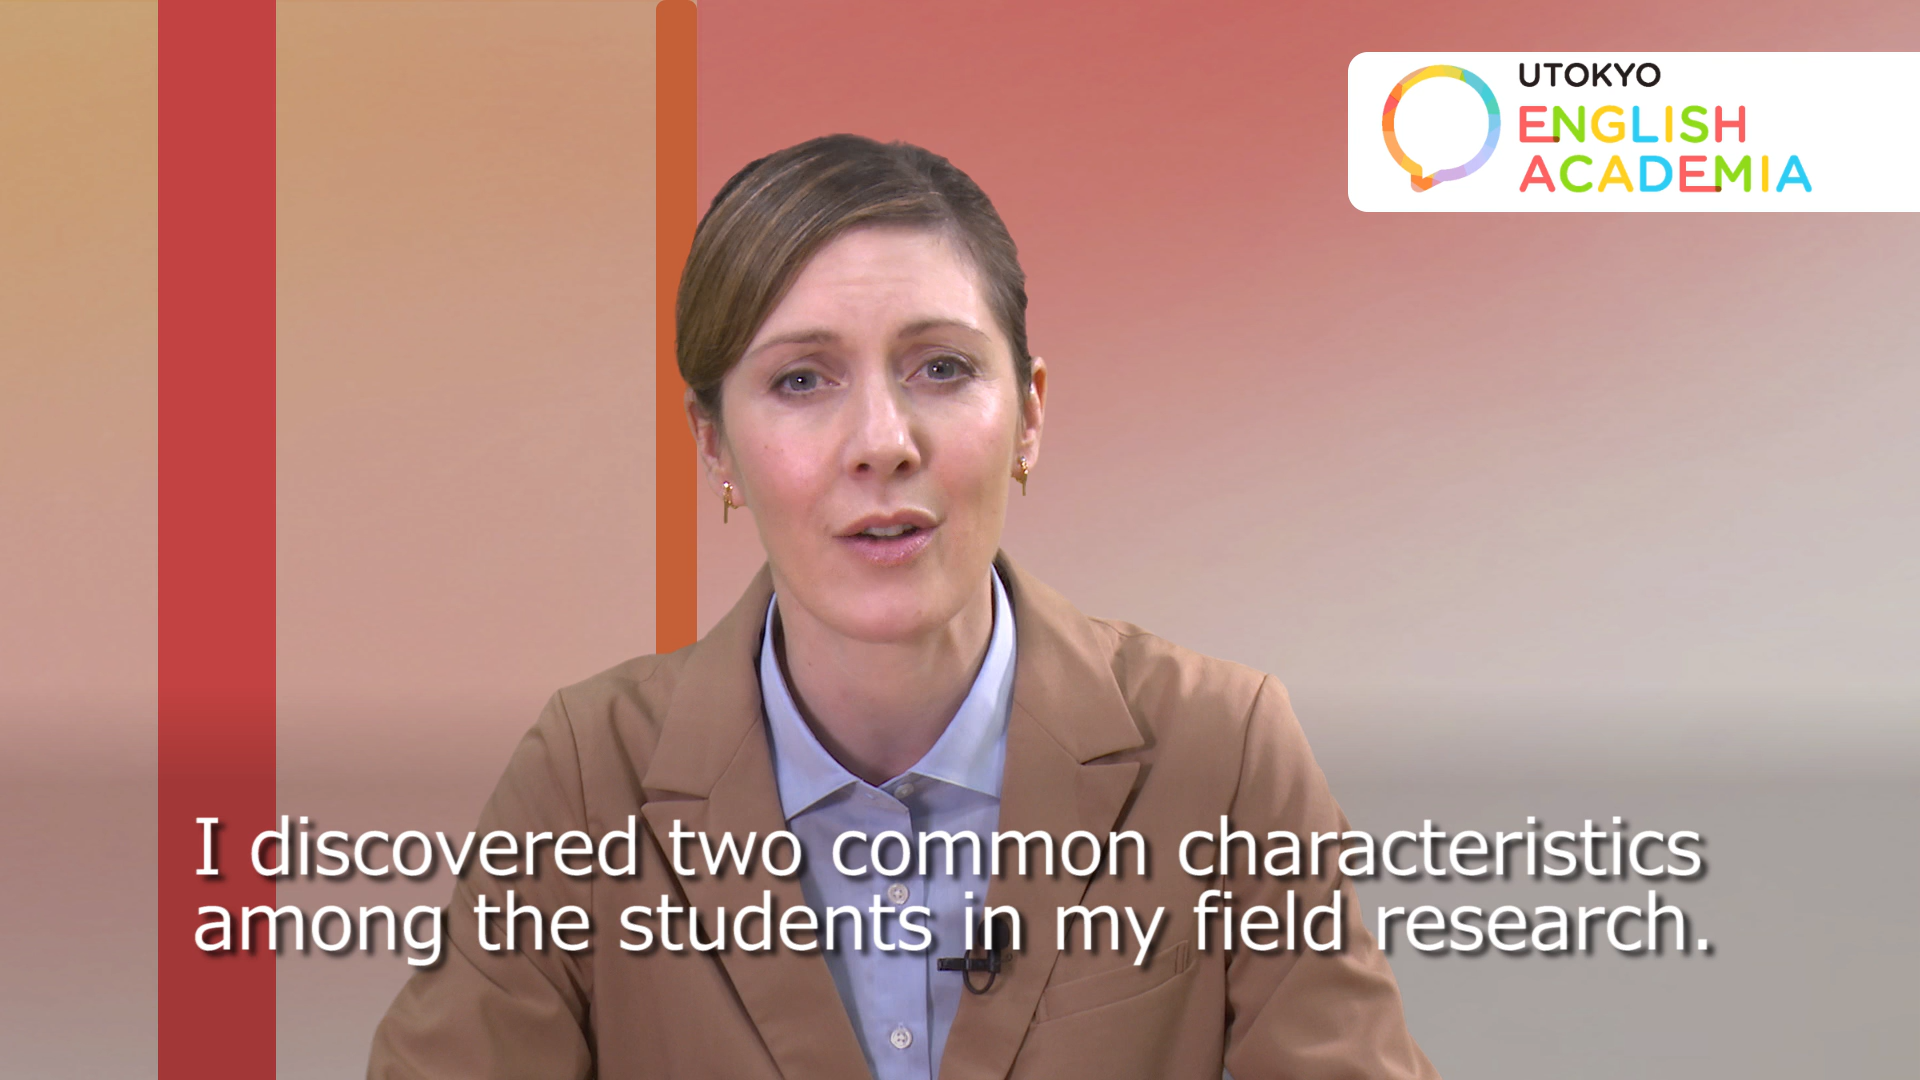 UTOKYO
ENGLISH
ACADEMIA
I discovered two common characteristics
among the students in my field research.